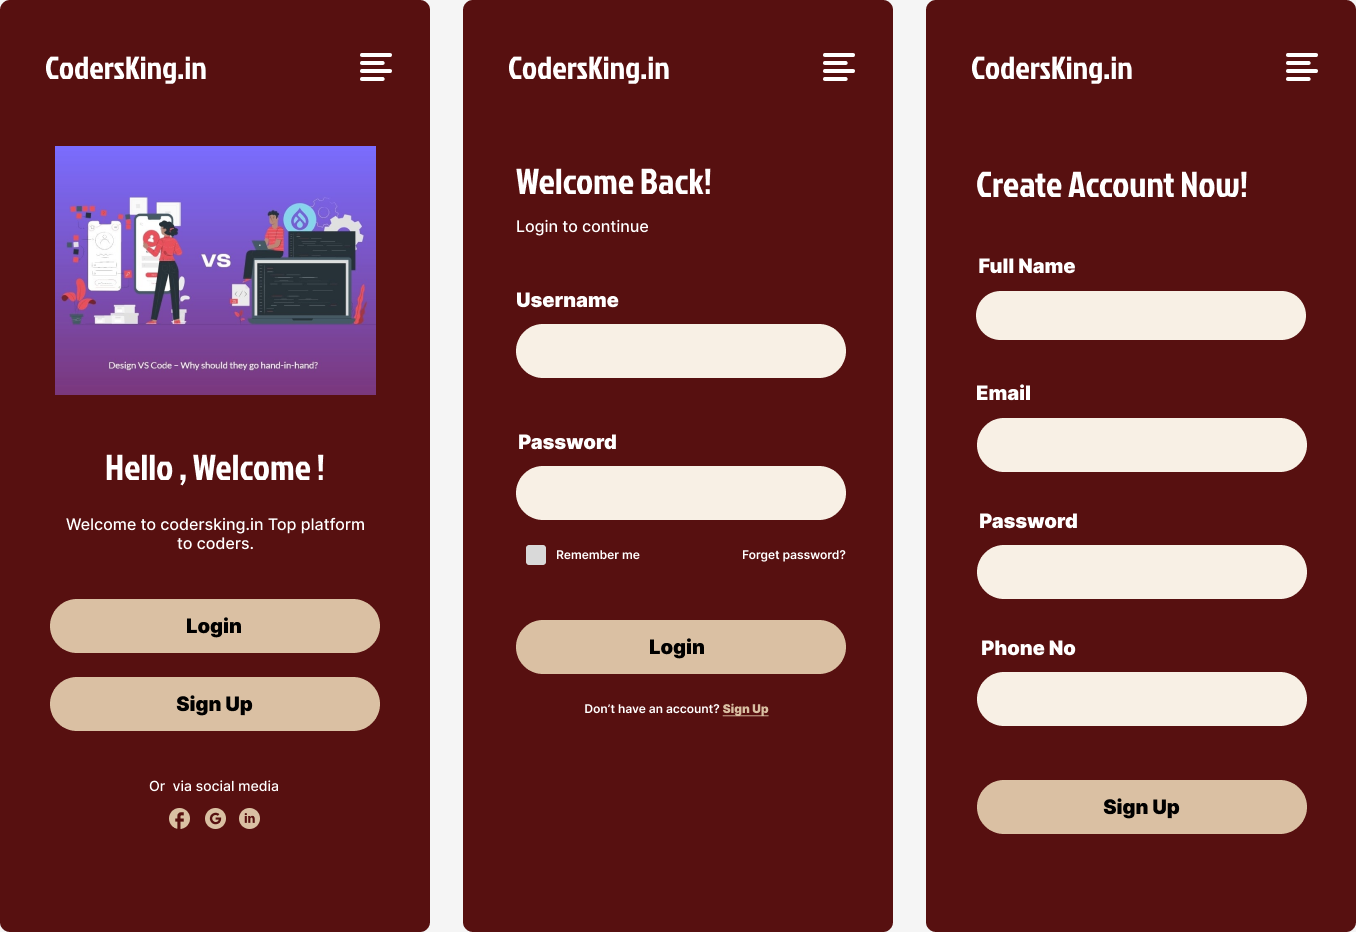 CodersKing.in
VS
Design VS Code – Why should they go hand-in-hand?
Hello , Welcome !
Welcome to codersking.in Top platform
to coders.
Login
Sign Up
Or via social media
f G in
CodersKing.in
Welcome Back!
Login to continue
Username
Password
Remember me
Forget password?
Login
Don’t have an account? Sign Up
CodersKing.in
Create Account Now!
Full Name
Email
Password
Phone No
Sign Up